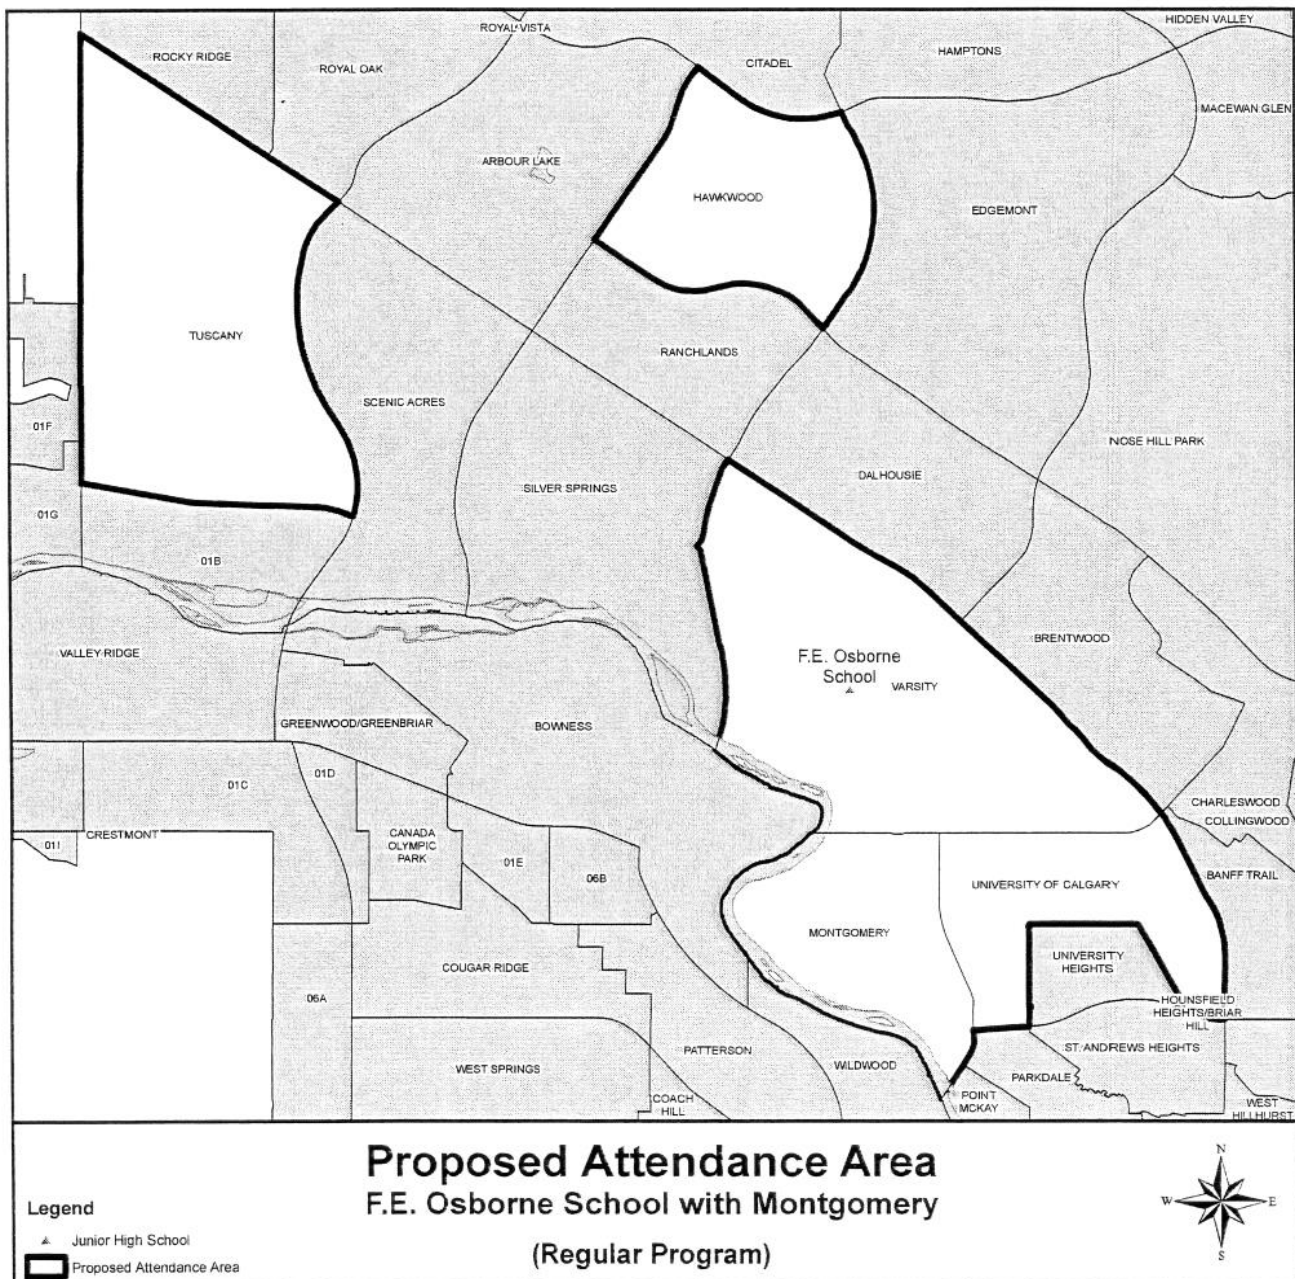 HIDDEN VALLEY
ROYAL VISTA
ROCKY RIDGE
ROYAL OAK
CITADEL
HAMPTONS
MACEWAN GLEN
ARBOUR LAKE
HAWKWOOD
EDGEMONT
TUSCANY
RANCHLANDS
SCENIC ACRES
01F
NOSE HILL PARK
DALHOUSIE
SILVER SPRINGS
01G
01B
BRENTWOOD
VALLEY RIDGE
F.E. Osborne
School
VARSITY
GREENWOOD/GREENBRIAR
BOWNESS
01D
01C
CHARLESWOOD
COLLINGWOOD
CRESTMONT
01I
CANADA
OLYMPIC
PARK
01E
06B
BANFF TRAIL
UNIVERSITY OF CALGARY
MONTGOMERY
UNIVERSITY
HEIGHTS
COUGAR RIDGE
06A
HOUNSFIELD
HEIGHTS/BRIAR
HILL
ST. ANDREWS HEIGHTS
PATTERSON
WILDWOOD
WEST SPRINGS
PARKDALE
POINT
MCKAY
COACH
HILL
WEST
HILLHURST
Proposed Attendance Area
F.E. Osborne School with Montgomery
(Regular Program)
Legend
Junior High School
Proposed Attendance Area
N
W
E
S